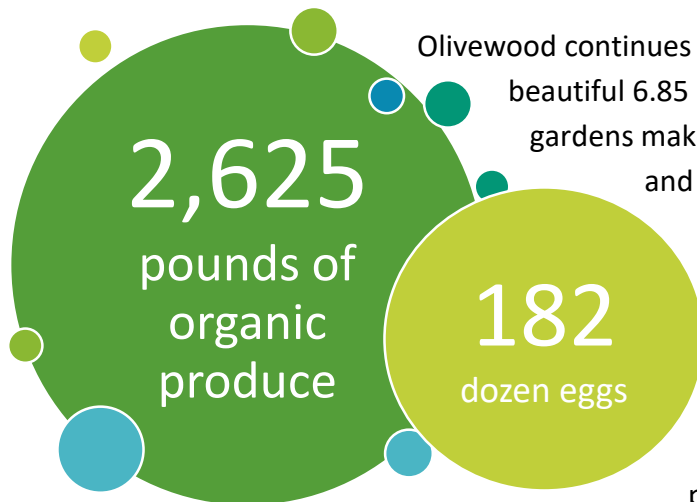 Olivewood continues
beautiful 6.85
gardens mak
and
2,625
pounds of
organic
produce
182
dozen eggs